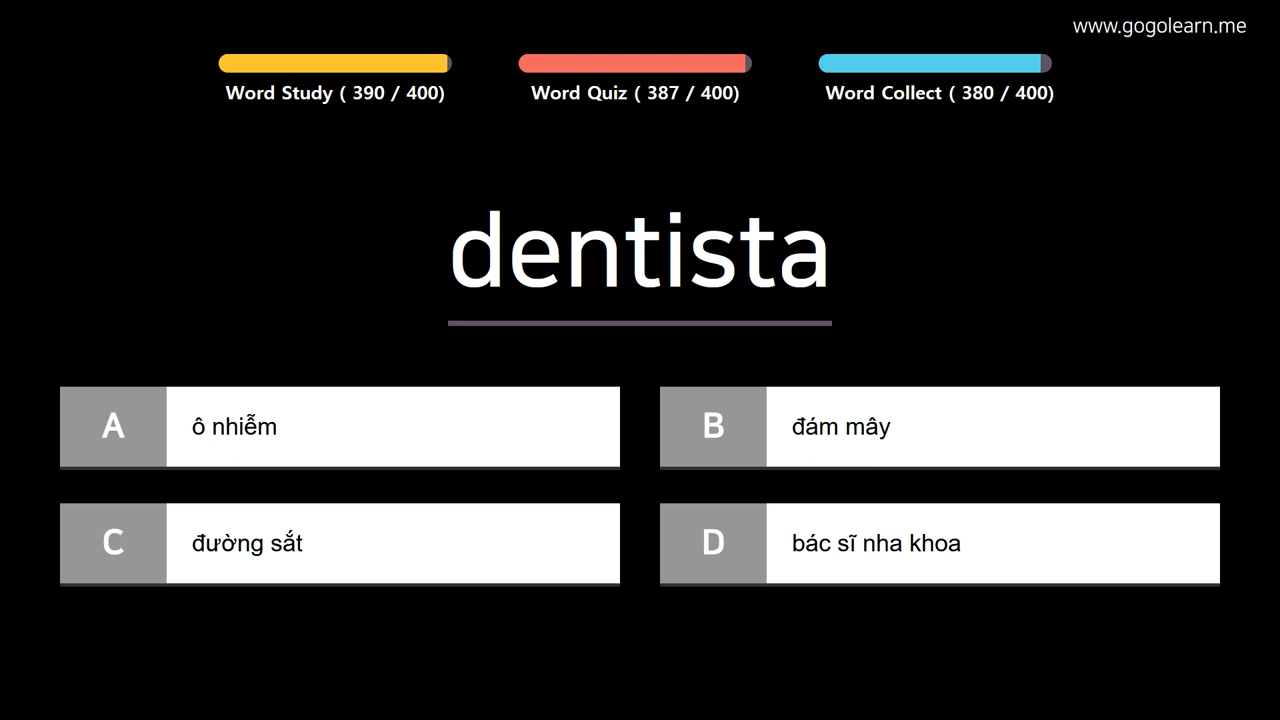 www.gogolearn.me
Word Study ( 390 / 400)
Word Quiz ( 387 / 400)
Word Collect ( 380 / 400)
dentista
A
ô nhiễm
B
đám mây
C
đường sắt
D
bác sĩ nha khoa